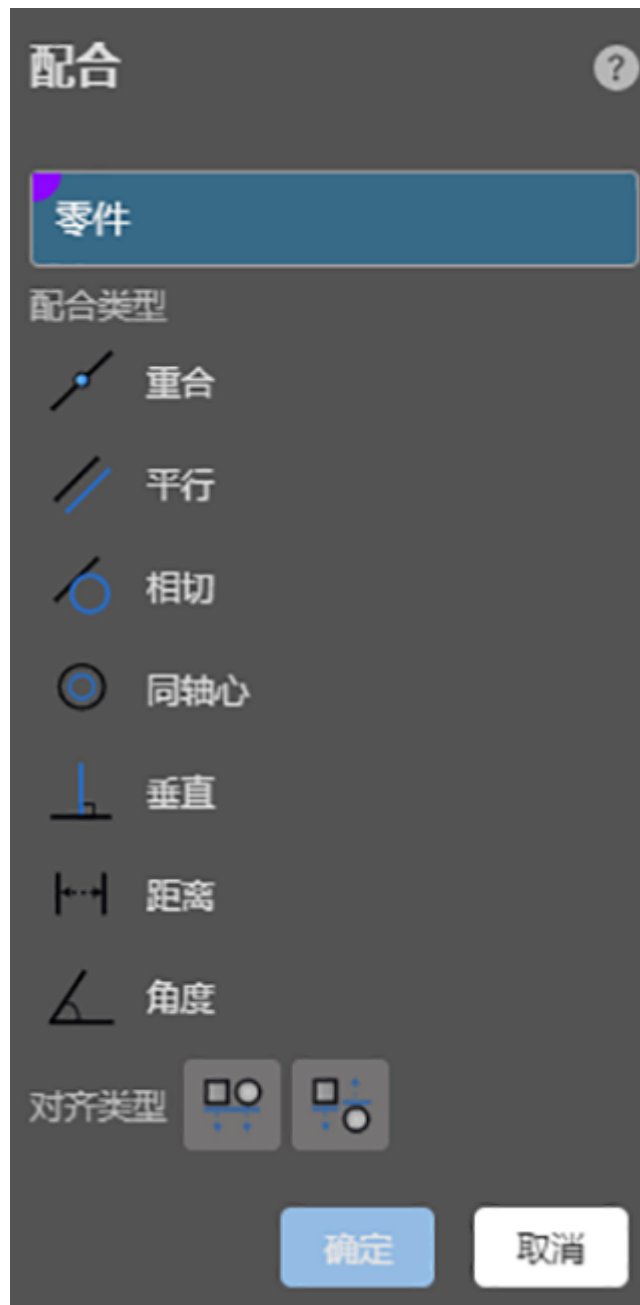 配合
?
零件
配合类型
重合
平行
相切
同轴心
垂直
距离
角度
对齐类型
确定 取消